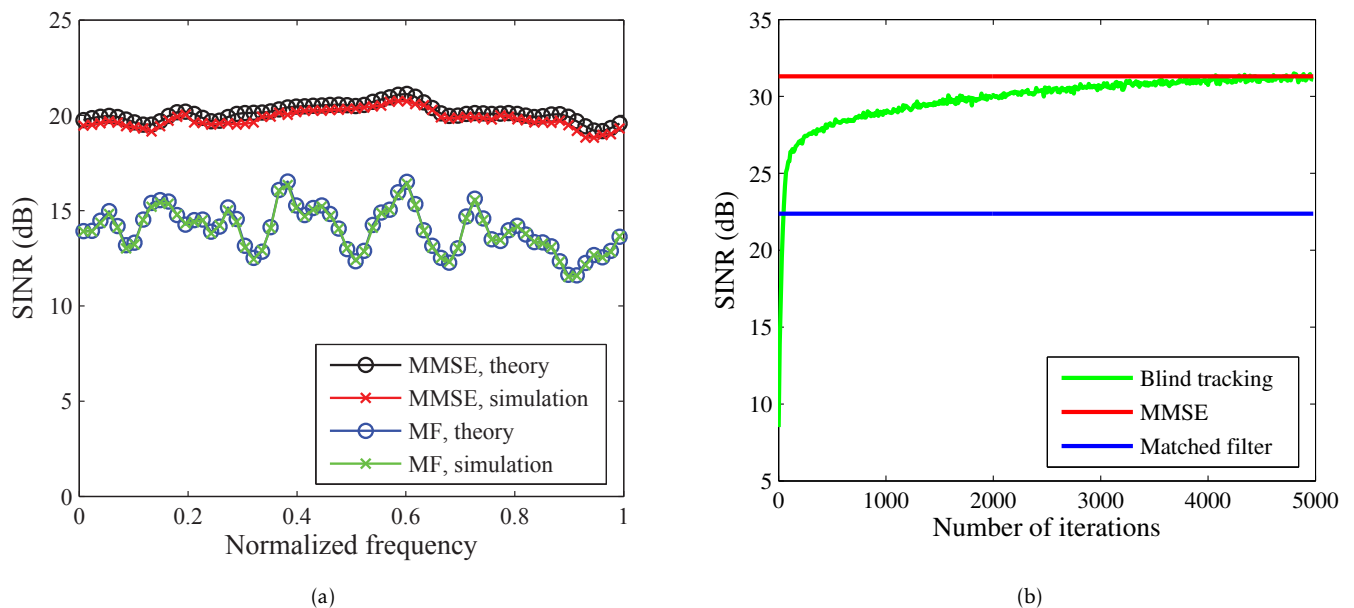 25
20
15
10
5
0
SINR (dB)
0 0.2 0.4 0.6 0.8 1
Normalized frequency
MMSE, theory
MMSE, simulation
MF, theory
MF, simulation
(a)
35
30
25
20
15
10
5
SINR (dB)
0 1000 2000 3000 4000 5000
Number of iterations
Blind tracking
MMSE
Matched filter
(b)